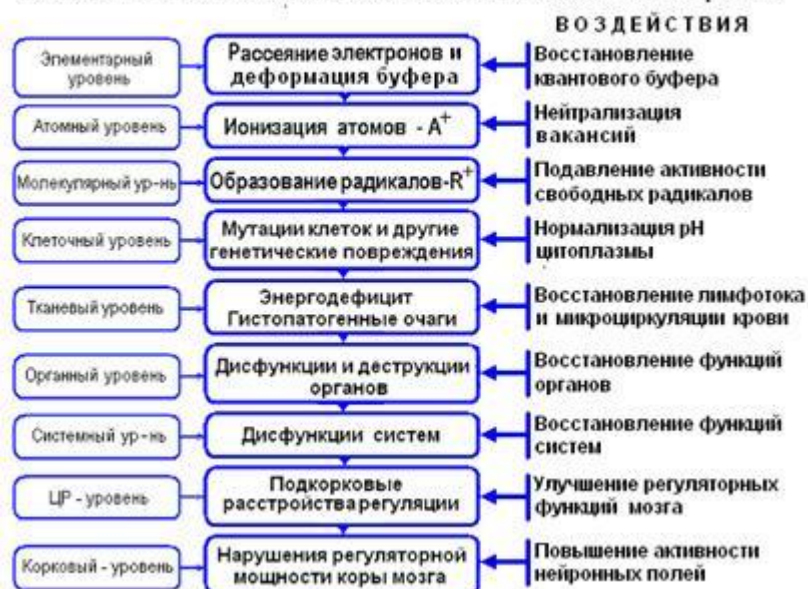 ВОЗДЕЙСТВИЯ
Элементарный
уровень
Рассеяние электронов и
деформация буфера
Восстановление
квантового буфера
Атомный уровень
Ионизация атомов - А+
Нейтрализация
вакансий
Молекулярный ур-нь
Образование радикалов-R+
Подавление активности
свободных радикалов
Клеточный уровень
Мутации клеток и другие
генетические повреждения
Нормализация рН
цитоплазмы
Тканевый уровень
Энергодефицит
Гистопатогенные очаги
Восстановление лимфотока
и микроциркуляции крови
Органный уровень
Дисфункции и деструкции
органов
Восстановление функций
органов
Системный ур-нь
Дисфункции систем
Восстановление функций
систем
ЦР - уровень
Подкорковые
расстройства регуляции
Улучшение регуляторных
функций мозга
Корковый - уровень
Нарушения регуляторной
мощности коры мозга
Повышение активности
нейронных полей